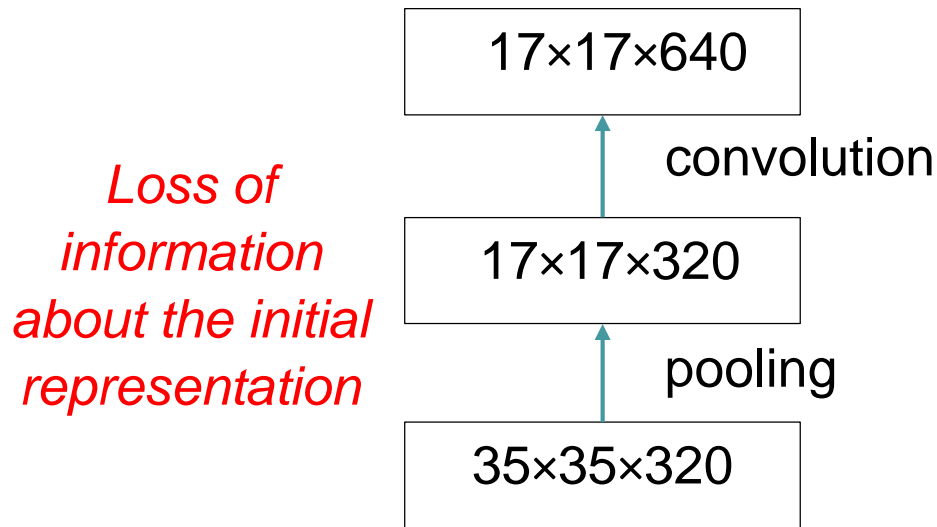 17×17×640
convolution
Loss of
information
about the initial
representation
17×17×320
pooling
35×35×320